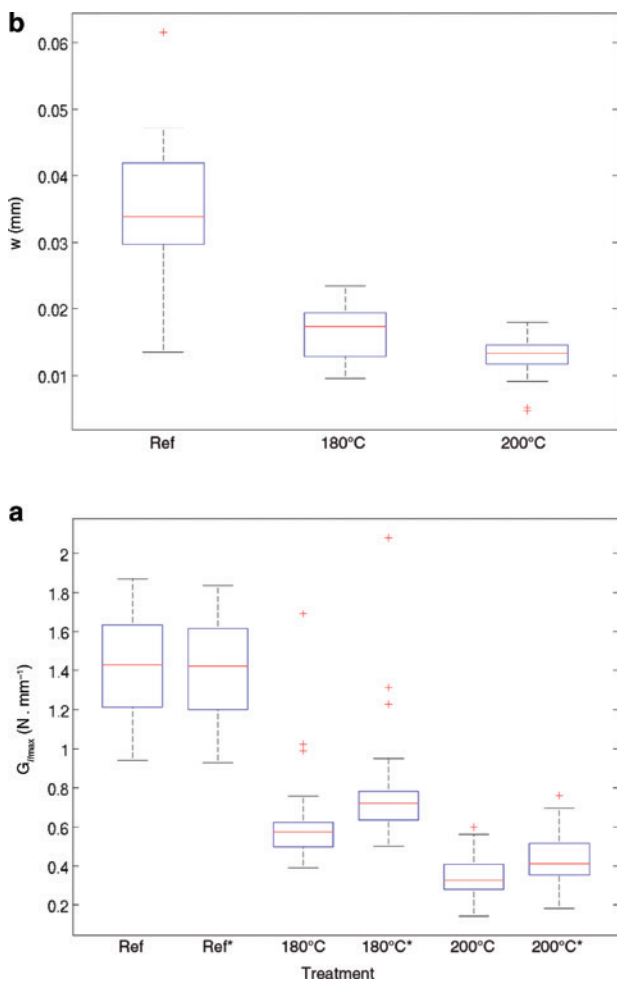 b
0.06
0.05
0.04
0.03
0.02
0.01
w (mm)
Ref 180°C 200°C
a
2
1.8
1.6
1.4
1.2
1
0.8
0.6
0.4
0.2
G_Imax (N . mm⁻¹)
Ref Ref* 180°C 180°C* 200°C 200°C*
Treatment